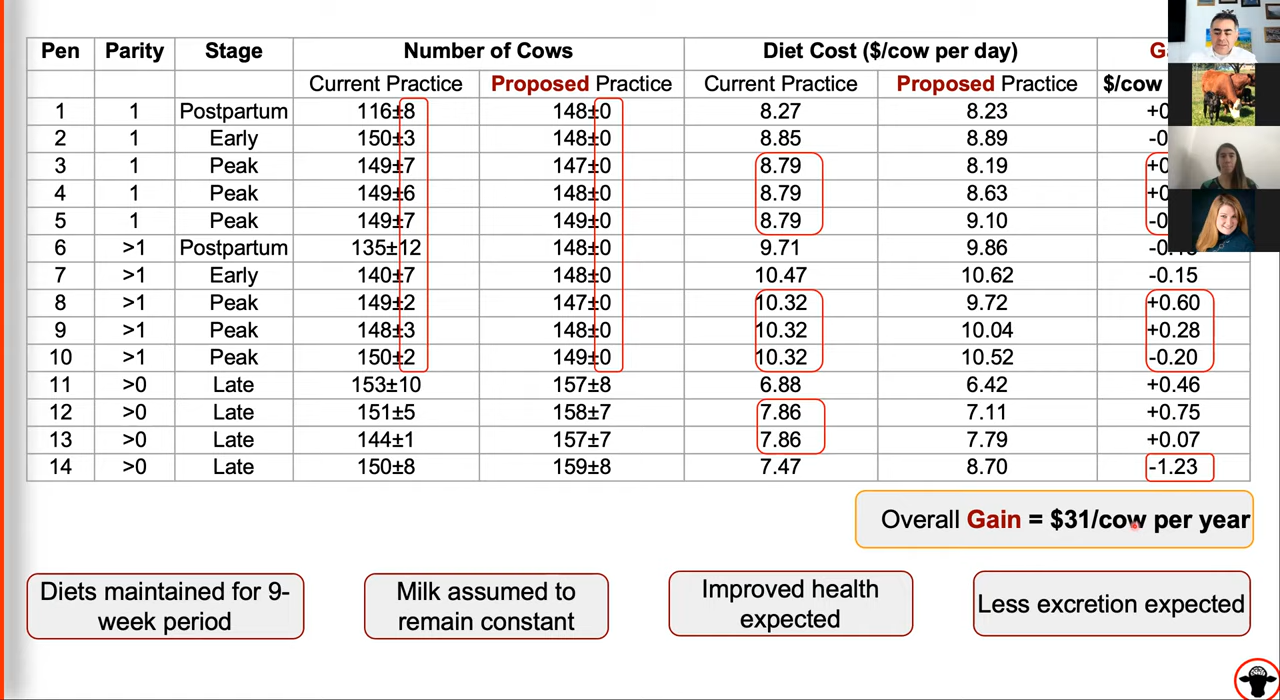 Pen Parity Stage Number of Cows Diet Cost ($/cow per day)
Current Practice Proposed Practice Current Practice Proposed Practice $/cow
1 1 Postpartum 116±8 148±0 8.27 8.23
2 1 Early 150±3 148±0 8.85 8.89
3 1 Peak 149±7 147±0 8.79 8.19
4 1 Peak 149±6 148±0 8.79 8.63
5 1 Peak 149±7 149±0 8.79 9.10
6 >1 Postpartum 135±12 148±0 9.71 9.86
7 >1 Early 140±7 148±0 10.47 10.62 -0.15
8 >1 Peak 149±2 147±0 10.32 9.72 +0.60
9 >1 Peak 148±3 148±0 10.32 10.04 +0.28
10 >1 Peak 150±2 149±0 10.32 10.52 -0.20
11 >0 Late 153±10 157±8 6.88 6.42 +0.46
12 >0 Late 151±5 158±7 7.86 7.11 +0.75
13 >0 Late 144±1 157±7 7.86 7.79 +0.07
14 >0 Late 150±8 159±8 7.47 8.70 -1.23
Overall Gain = $31/cow per year
Diets maintained for 9-
week period
Milk assumed to
remain constant
Improved health
expected
Less excretion expected